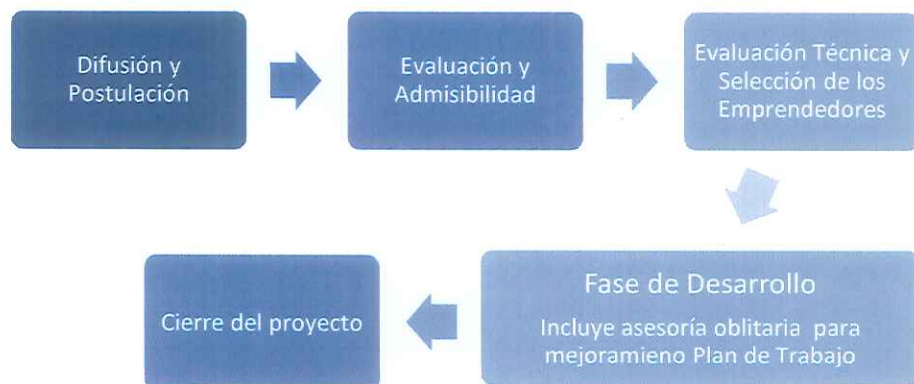 Difusión y
Postulación
Evaluación y
Admisibilidad
Evaluación Técnica y
Selección de los
Emprendedores
Fase de Desarrollo
Incluye asesoría oblitaria para
mejoramieno Plan de Trabajo
Cierre del proyecto